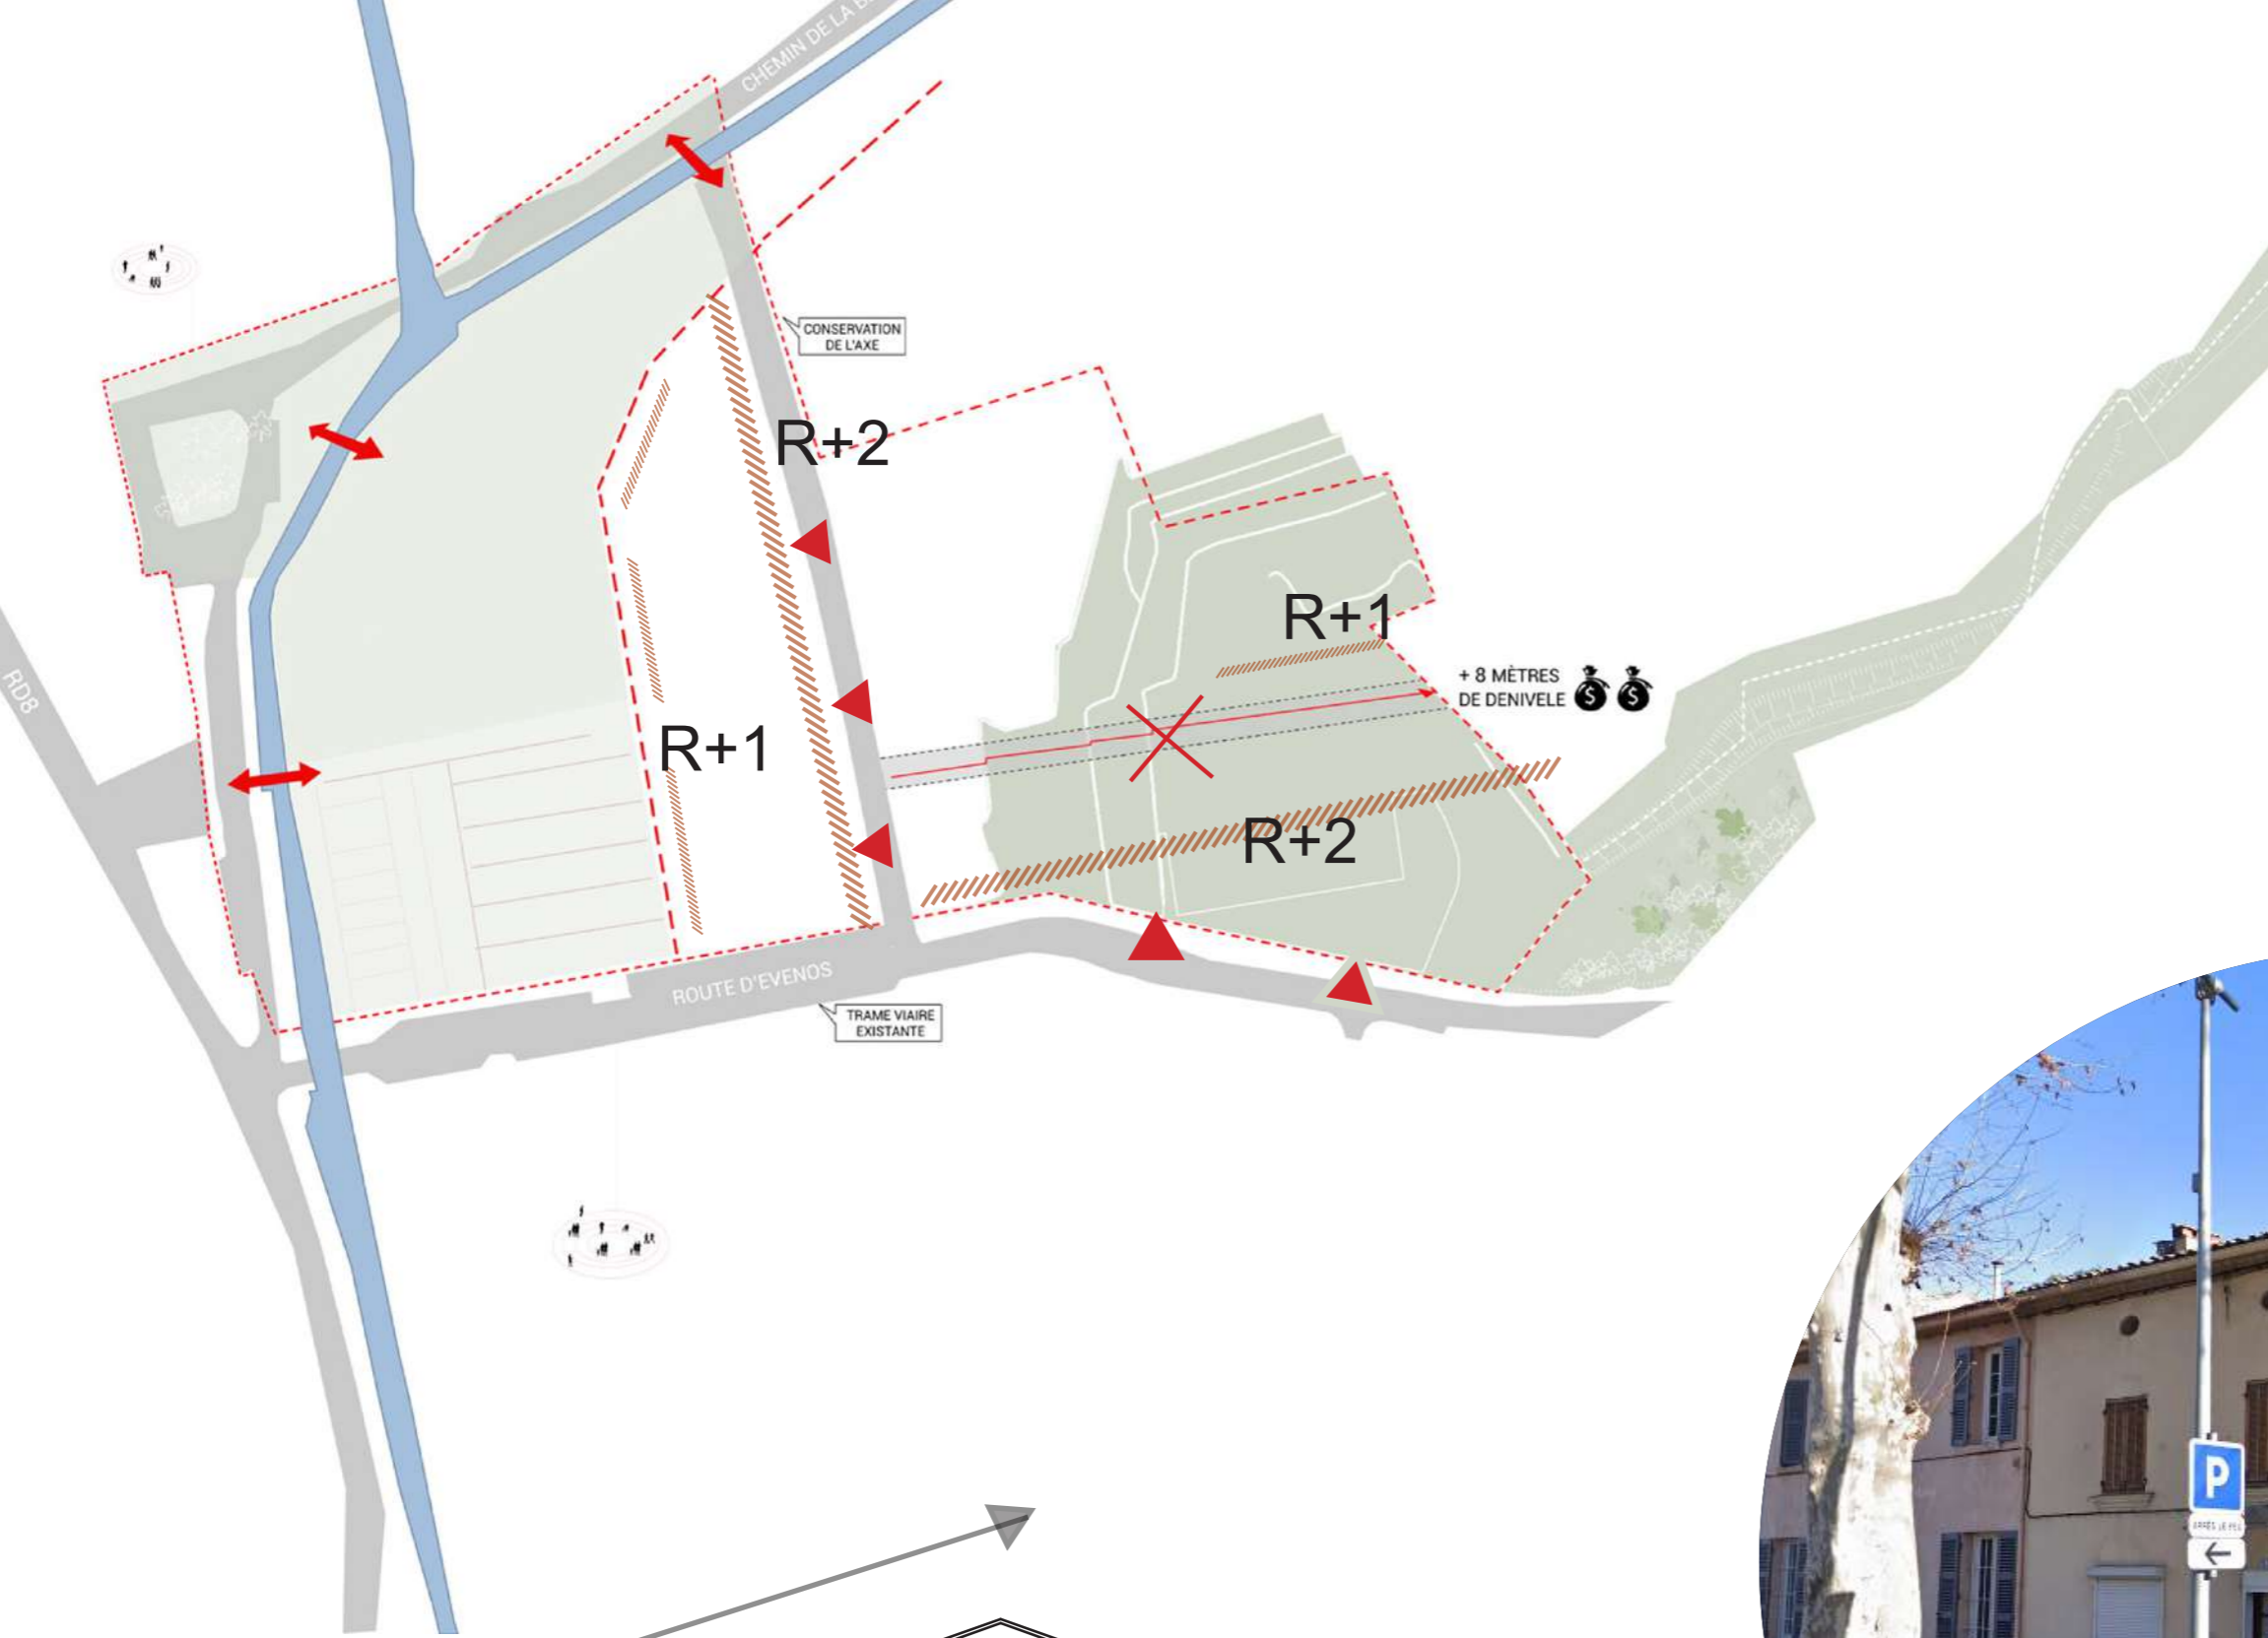 CHEMIN DE LA
CONSERVATION
DE L'AXE
R+2
R+1
RD8
+ 8 MÈTRES
DE DENIVELE
$ $
R+1
R+2
ROUTE D'EVENOS
TRAME VIAIRE
EXISTANTE
P